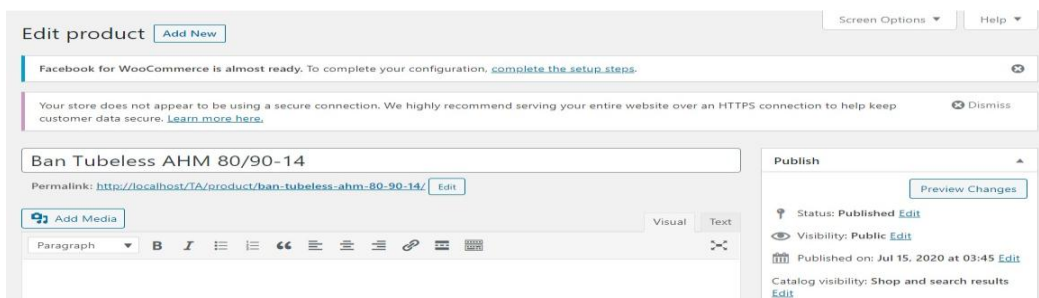 Screen Options
Help
Edit product
Add New
Facebook for WooCommerce is almost ready. To complete your configuration, complete the setup steps.
Your store does not appear to be using a secure connection. We highly recommend serving your entire website over an HTTPS connection to help keep
customer data secure. Learn more here.
Dismiss
Ban Tubeless AHM 80/90-14
Permalink: http://localhost/TA/product/ban-tubeless-ahm-80-90-14/ Edit
Add Media
Visual
Text
Paragraph B I
Publish
Preview Changes
Status: Published Edit
Visibility: Public Edit
Published on: Jul 15, 2020 at 03:45 Edit
Catalog visibility: Shop and search results
Edit